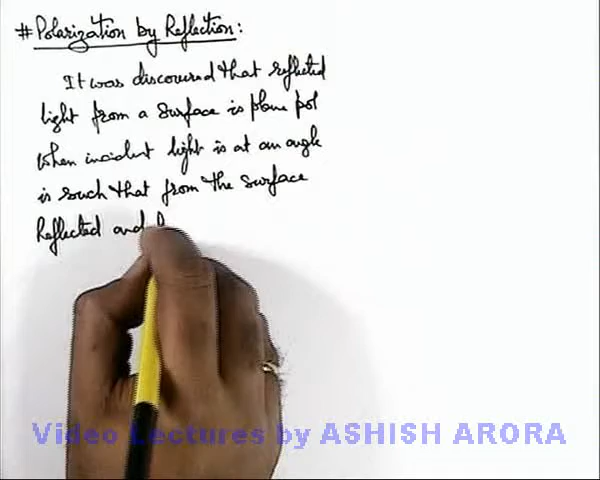 # Polarization by Reflection:
It was discovered that reflected
light from a surface is plane pol
when incident light is at an angle
is such that from the surface
Reflected and
Video Lectures by ASHISH ARORA